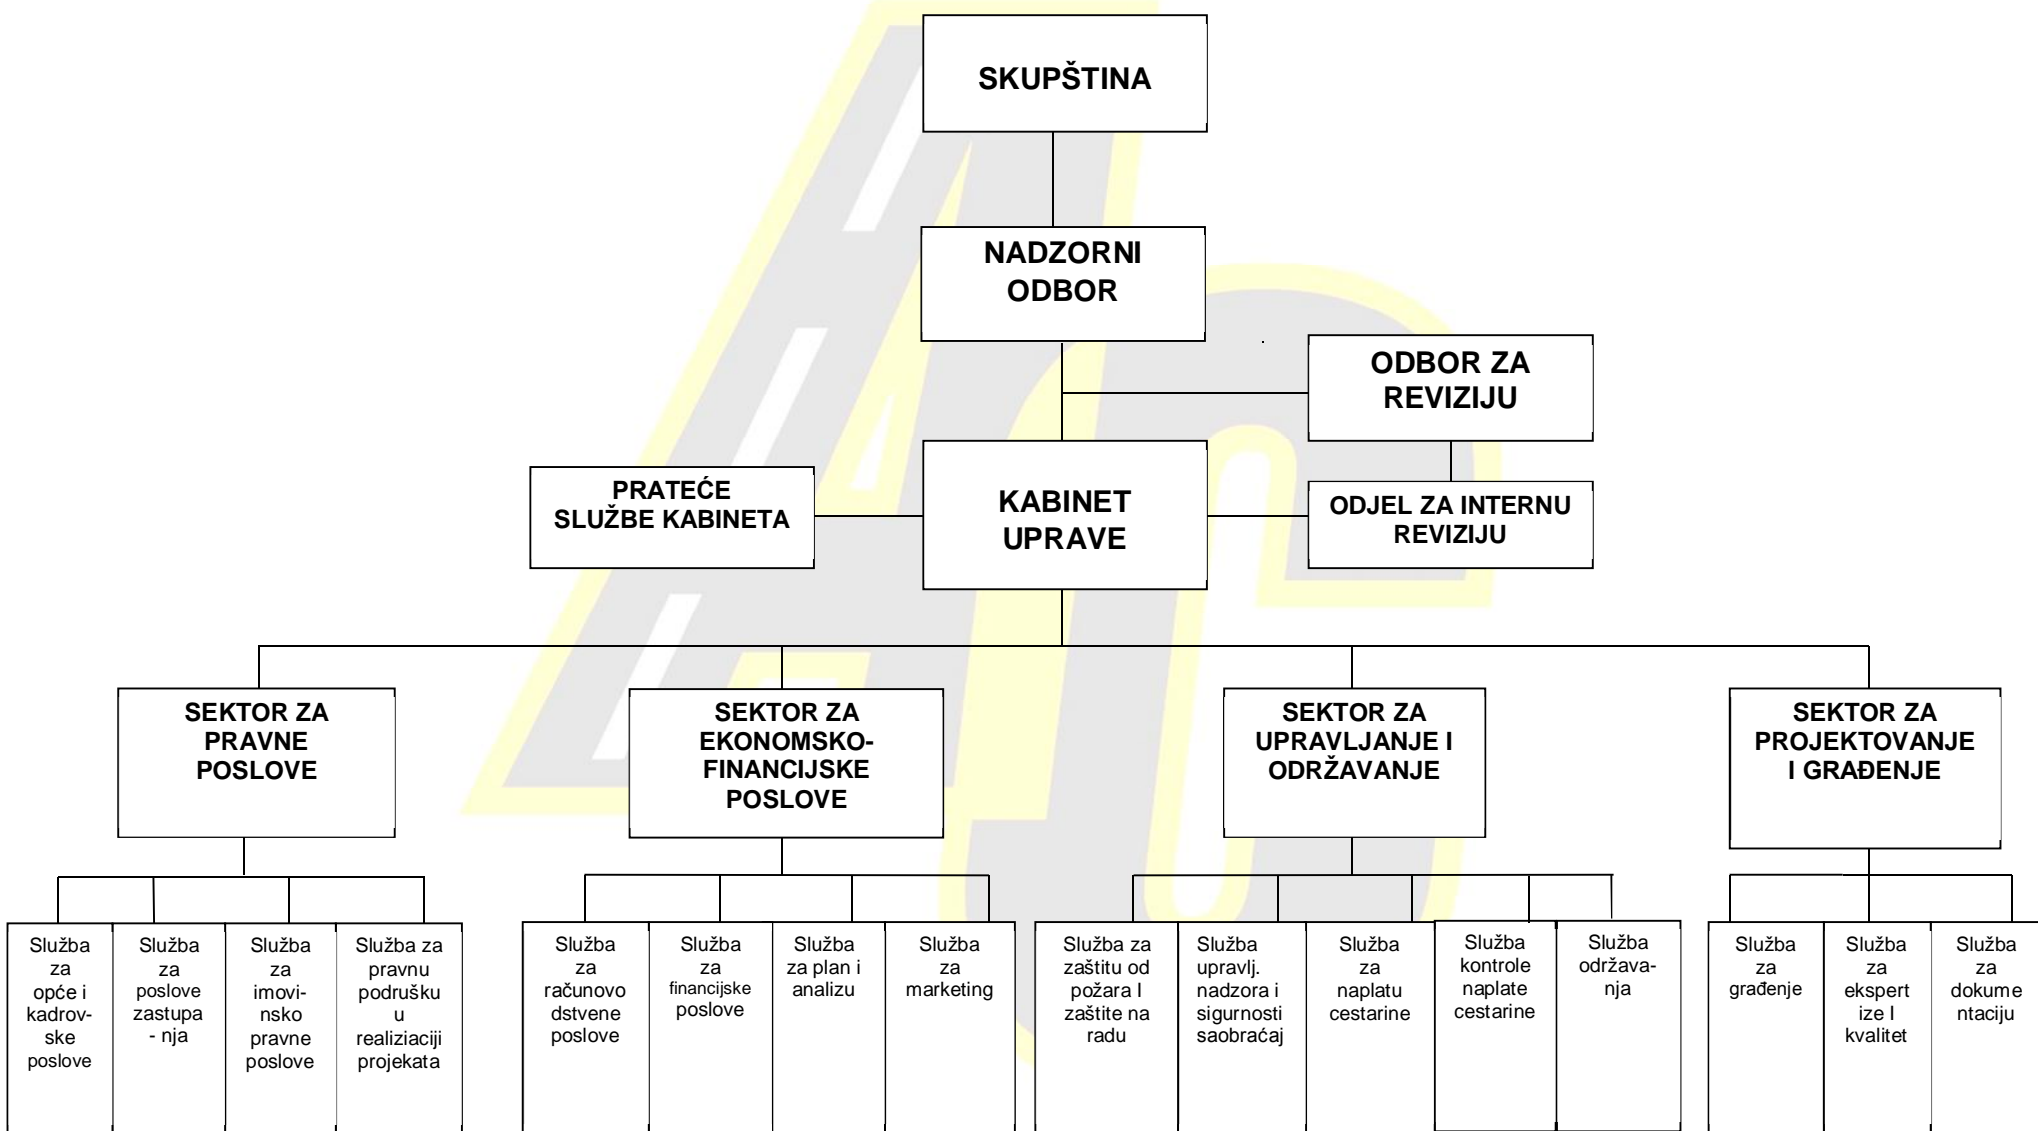 SKUPŠTINA
NADZORNI
ODBOR
ODBOR ZA
REVIZIJU
PRATEĆE
SLUŽBE KABINETA
KABINET
UPRAVE
ODJEL ZA INTERNU
REVIZIJU
SEKTOR ZA
PRAVNE
POSLOVE
SEKTOR ZA
EKONOMSKO-
FINANCIJSKE
POSLOVE
SEKTOR ZA
UPRAVLJANJE I
ODRŽAVANJE
SEKTOR ZA
PROJEKTOVANJE
I GRAĐENJE
Služba
za
opće i
kadrov-
ske
poslove
Služba
za
poslove
zastupa
- nja
Služba
za
imovi-
nsko
pravne
poslove
Služba za
pravnu
podrušku
u
realiziaciji
projekata
Služba
za
računovo
dstvene
poslove
Služba
za
financijske
poslove
Služba
za plan i
analizu
Služba
za
marketing
Služba za
zaštitu od
požara I
zaštite na
radu
Služba
upravlj.
nadzora i
sigurnosti
saobraćaj
Služba
za
naplatu
cestarine
Služba
kontrole
naplate
cestarine
Služba
održava-
nja
Služba
za
građenje
Služba
za
ekspert
ize I
kvalitet
Služba
za
dokume
ntaciju